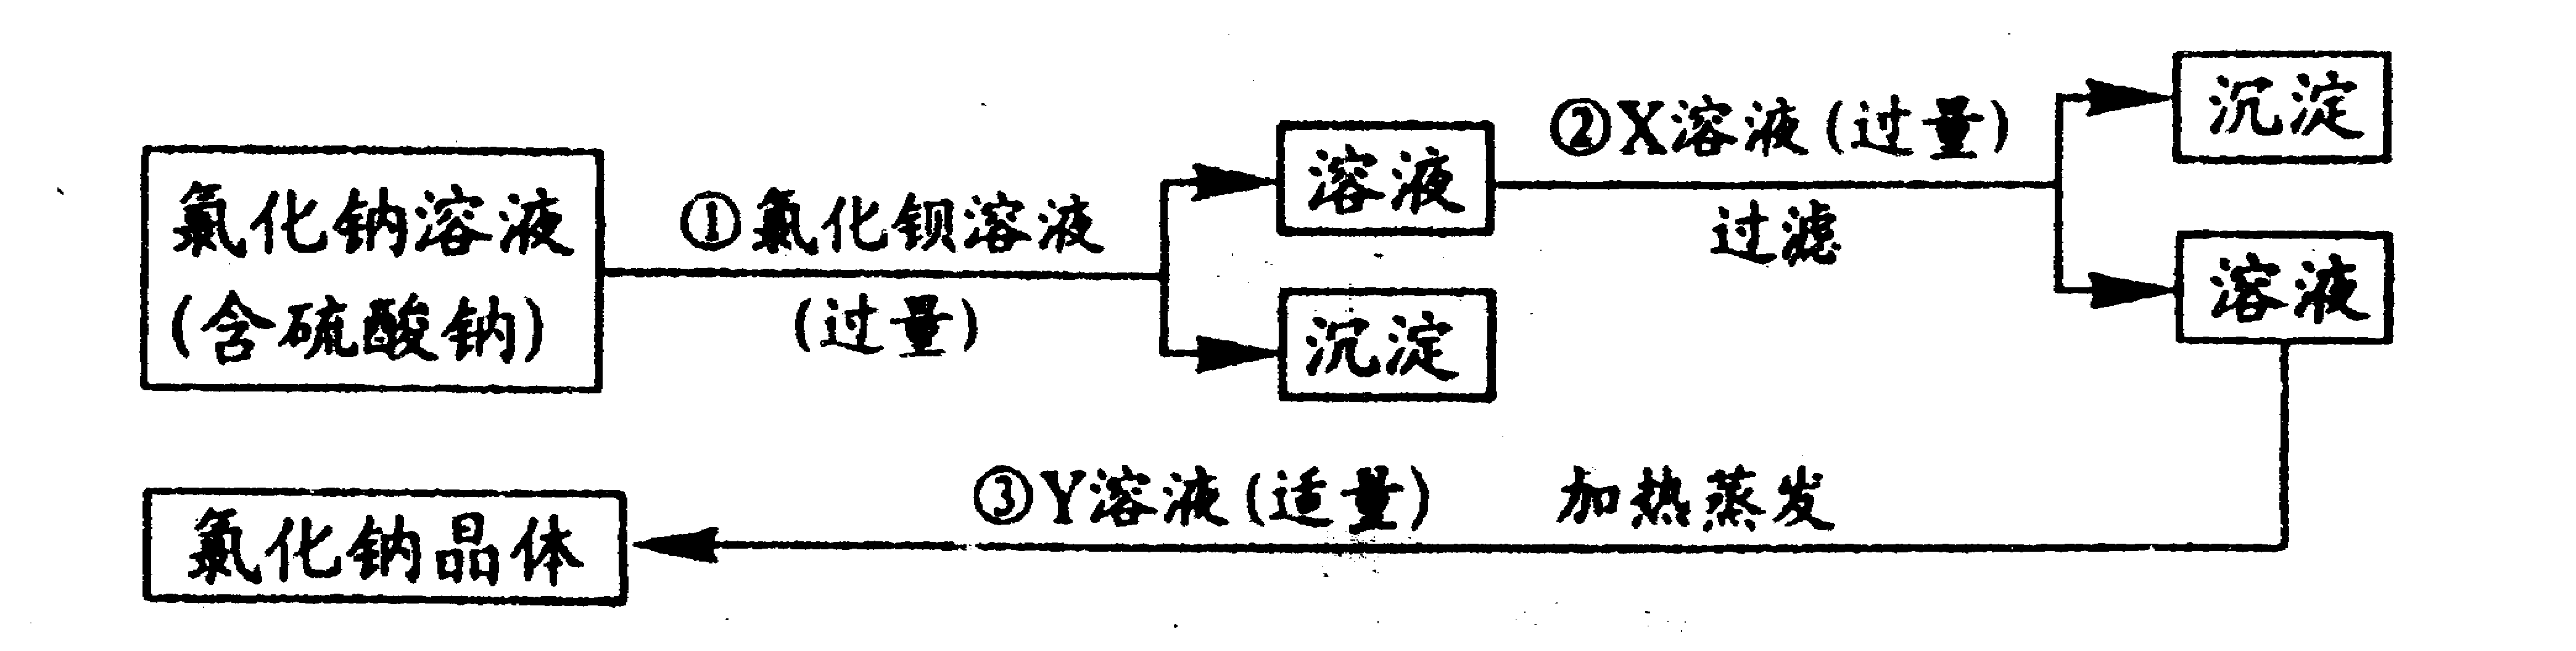 氯化钠溶液
(含硫酸钠)
①氯化钡溶液
(过量)
溶液
沉淀
②X溶液(过量)
过滤
沉淀
溶液
③Y溶液(适量) 加热蒸发
氯化钠晶体